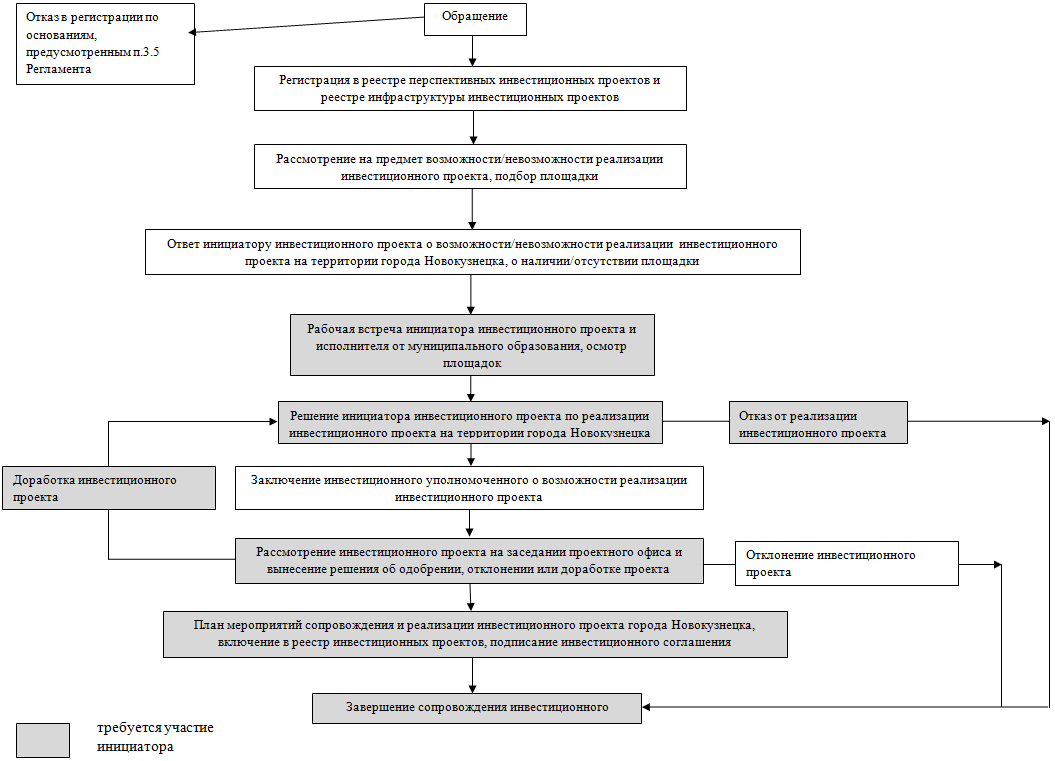 Отказ в регистрации по
основаниям,
предусмотренным п.3.5
Регламента
Обращение
Регистрация в реестре перспективных инвестиционных проектов и
реестре инфраструктуры инвестиционных проектов
Рассмотрение на предмет возможности/невозможности реализации
инвестиционного проекта, подбор площадки
Ответ инициатору инвестиционного проекта о возможности/невозможности реализации инвестиционного
проекта на территории города Новокузнецка, о наличии/отсутствии площадки
Рабочая встреча инициатора инвестиционного проекта и
исполнителя от муниципального образования, осмотр
площадок
Решение инициатора инвестиционного проекта по реализации
инвестиционного проекта на территории города Новокузнецка
Отказ от реализации
инвестиционного проекта
Доработка инвестиционного
проекта
Заключение инвестиционного уполномоченного о возможности реализации
инвестиционного проекта
Рассмотрение инвестиционного проекта на заседании проектного офиса и
вынесение решения об одобрении, отклонении или доработке проекта
Отклонение инвестиционного
проекта
План мероприятий сопровождения и реализации инвестиционного проекта города Новокузнецка,
включение в реестр инвестиционных проектов, подписание инвестиционного соглашения
Завершение сопровождения инвестиционного
требуется участие
инициатора